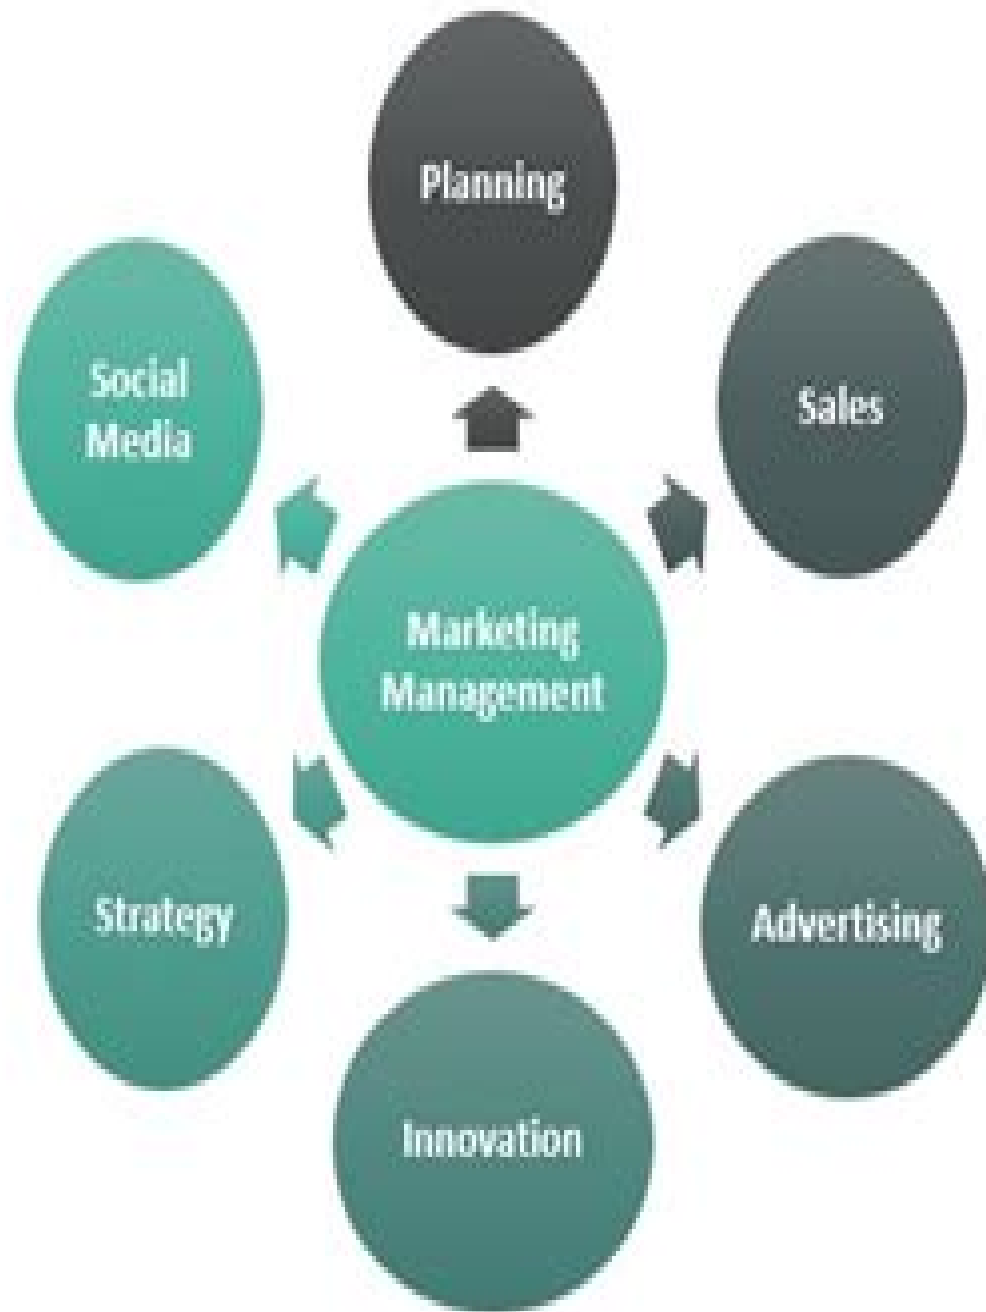 Planning
Social
Media
Sales
Marketing
Management
Strategy
Advertising
Innovation